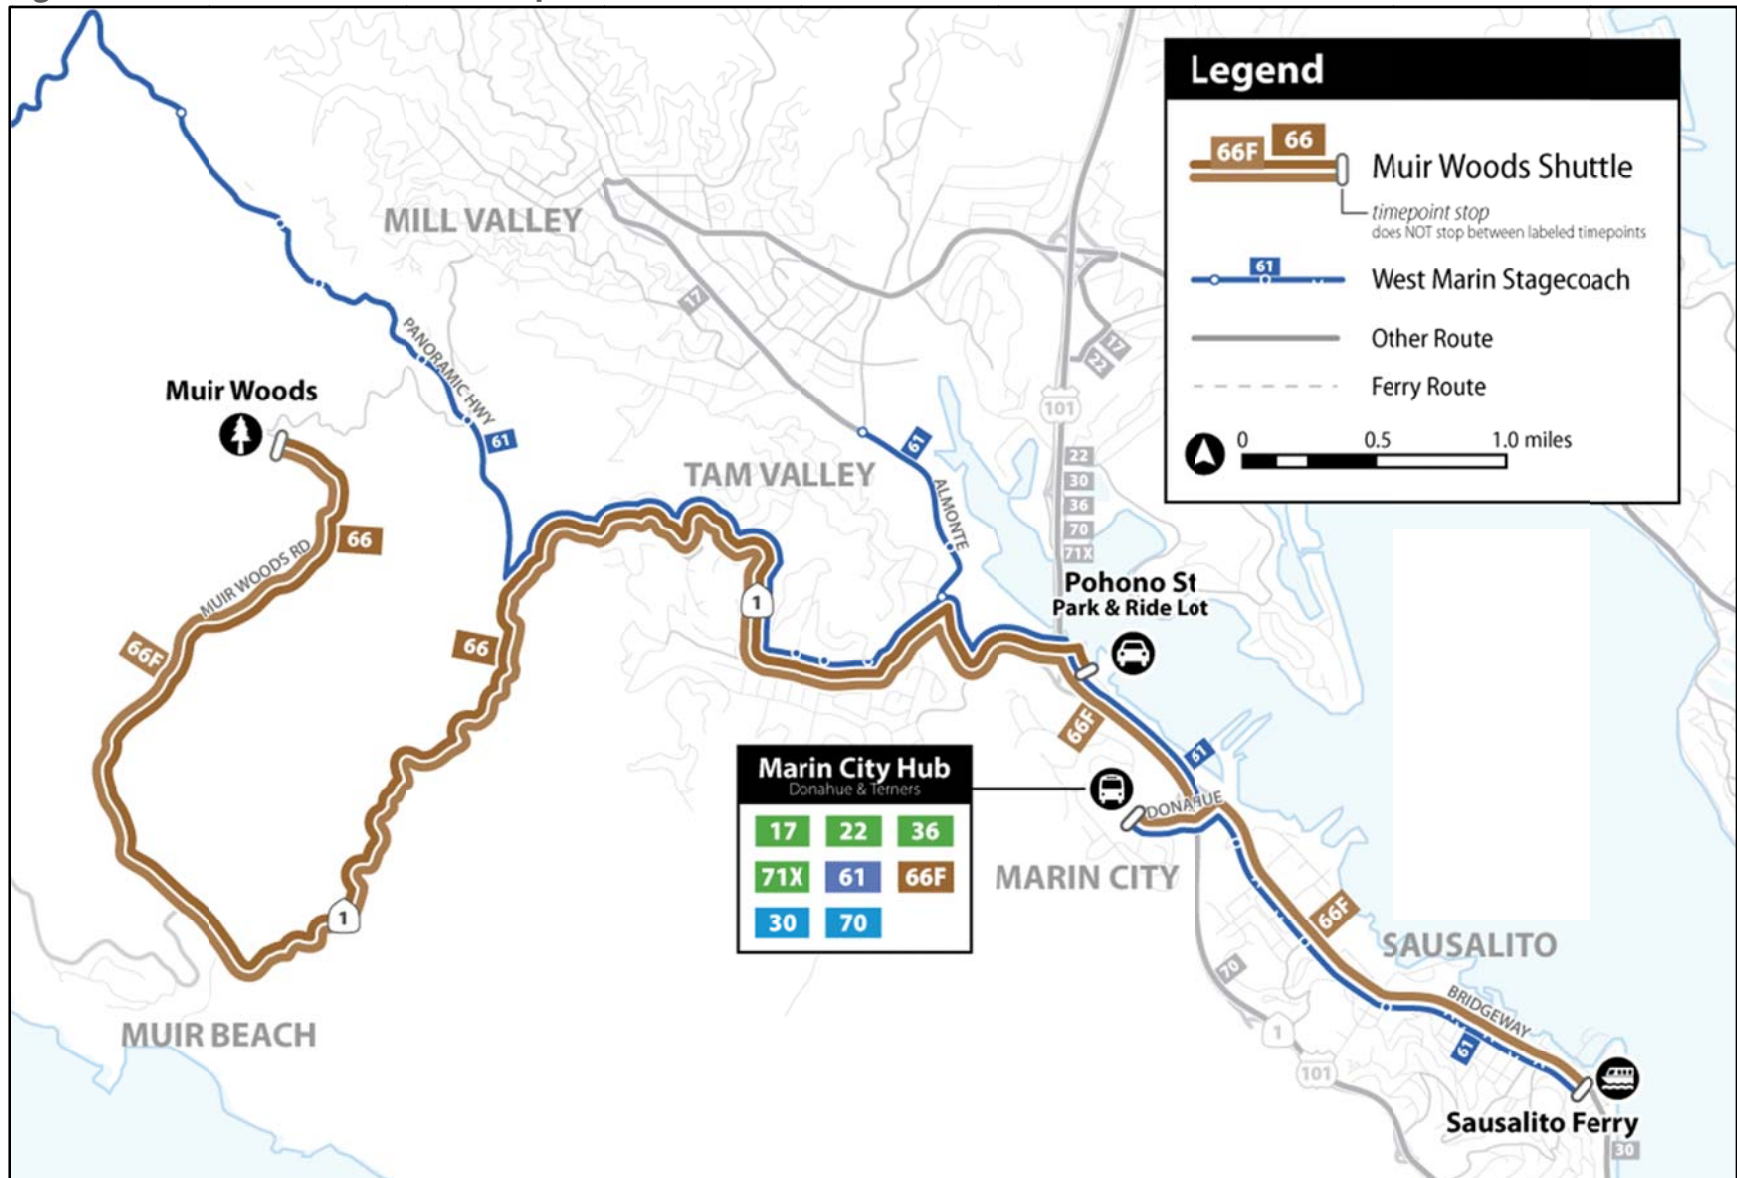 Legend
66F 66
Muir Woods Shuttle
timepoint stop
does NOT stop between labeled timepoints
61
West Marin Stagecoach
Other Route
Ferry Route
0 0.5 1.0 miles
MILL VALLEY
17
17
22
PANORAMIC HWY
Muir Woods
61
101
61
TAM VALLEY
ALMONTE
22
30
36
70
71X
66
MUIR WOODS RD
Pohono St
Park & Ride Lot
1
66F
66
66F
61
Marin City Hub
Donahue & Terners
17 22 36
71X 61 66F
30 70
DONAHUE
MARIN CITY
1
66F
SAUSALITO
70
BRIDGEWAY
MUIR BEACH
1
61
101
Sausalito Ferry
30